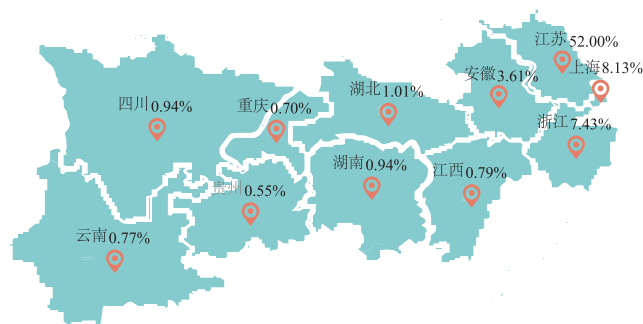 江苏52.00%
上海8.13%
安徽3.61%
湖北1.01%
四川0.94%
重庆0.70%
浙江7.43%
湖南0.94%
江西0.79%
贵州0.55%
云南0.77%